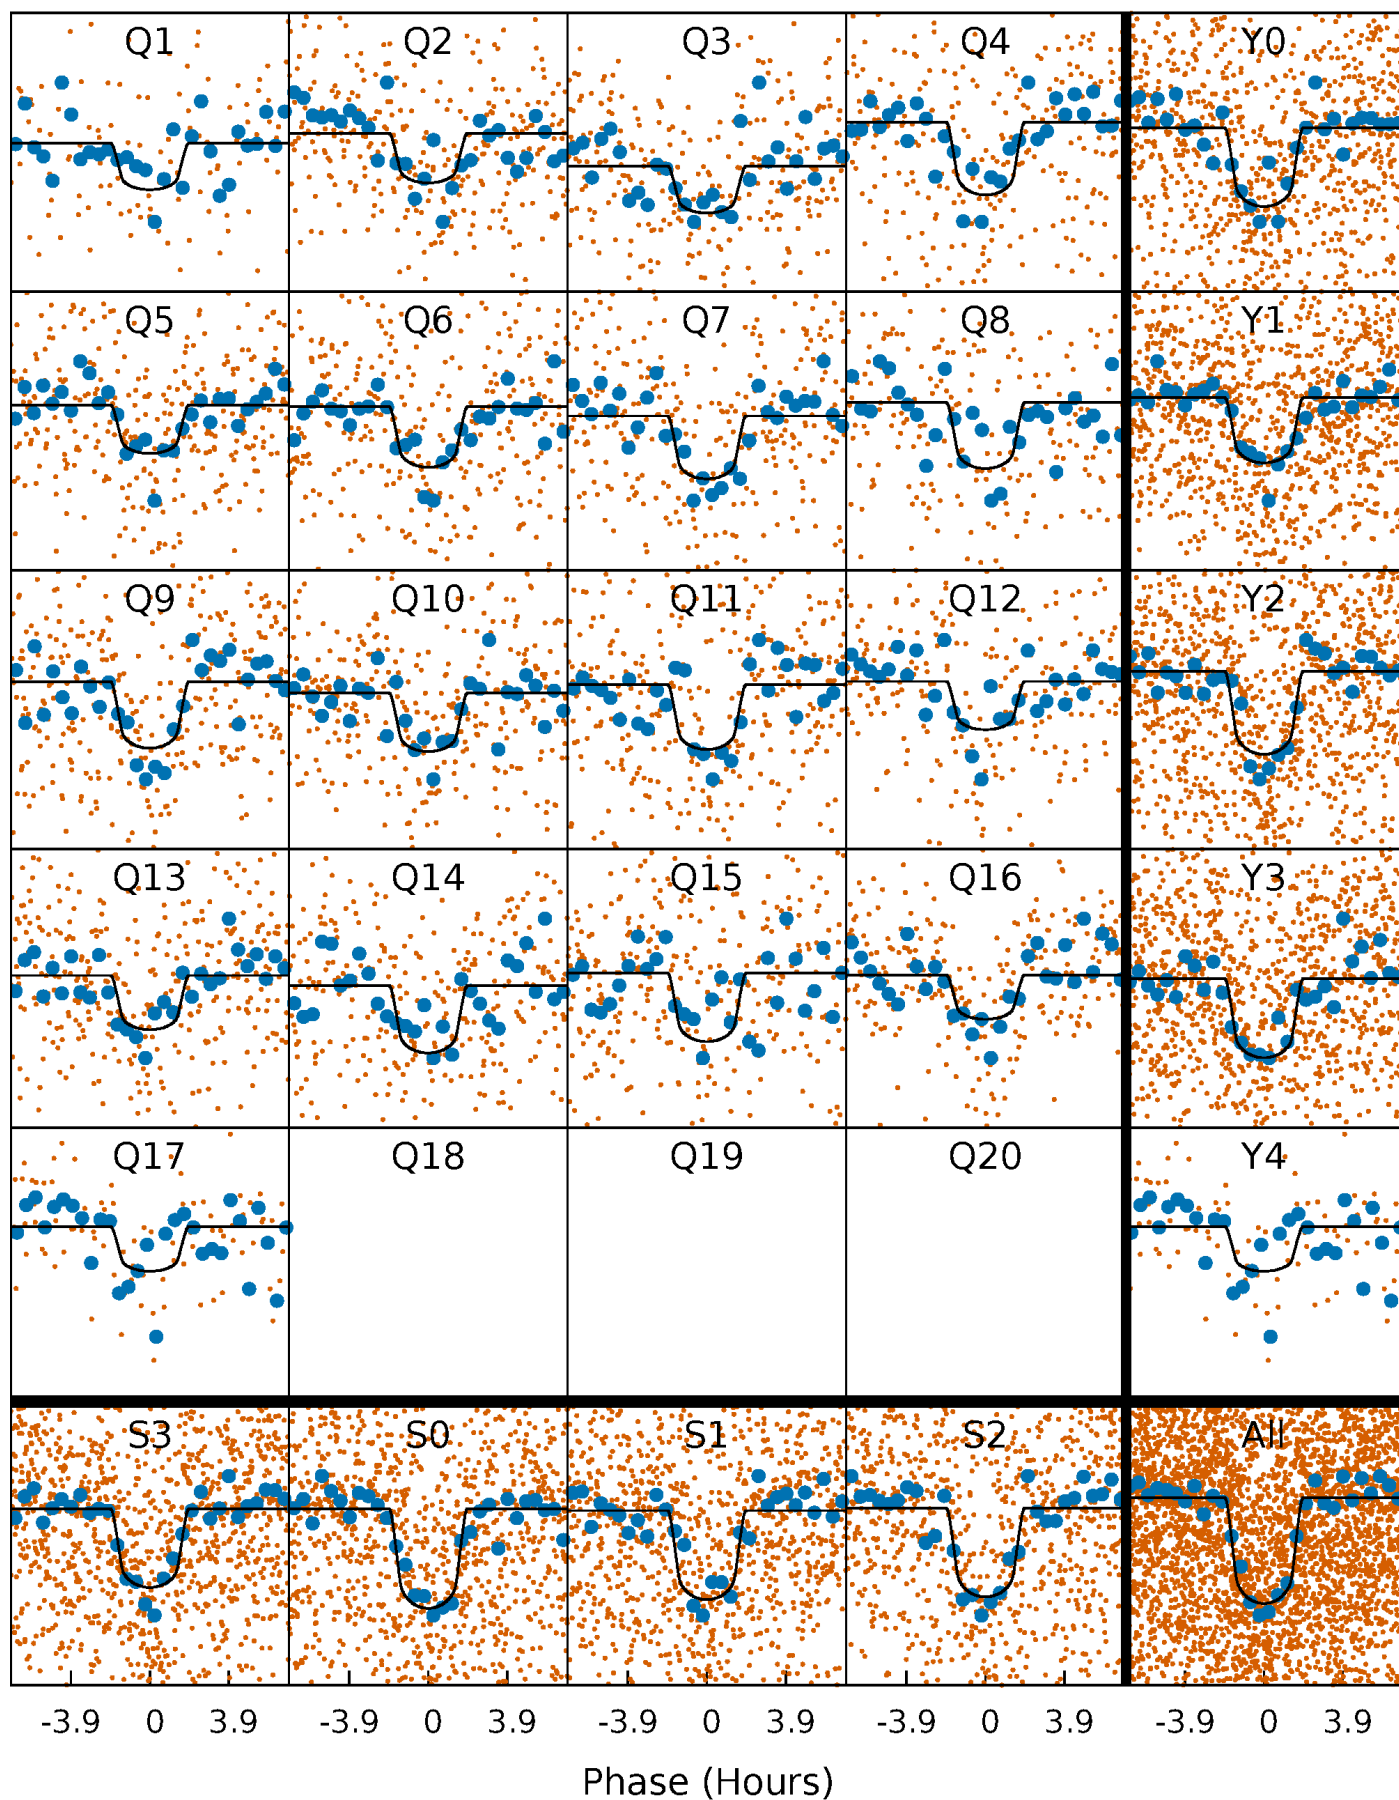 Q1 Q2 Q3 Q4 Y0
Q5 Q6 Q7 Q8 Y1
Q9 Q10 Q11 Q12 Y2
Q13 Q14 Q15 Q16 Y3
Q17 Q18 Q19 Q20 Y4
S3 S0 S1 S2 All
-3.9 0 3.9 -3.9 0 3.9 -3.9 0 3.9 -3.9 0 3.9 -3.9 0 3.9
Phase (Hours)